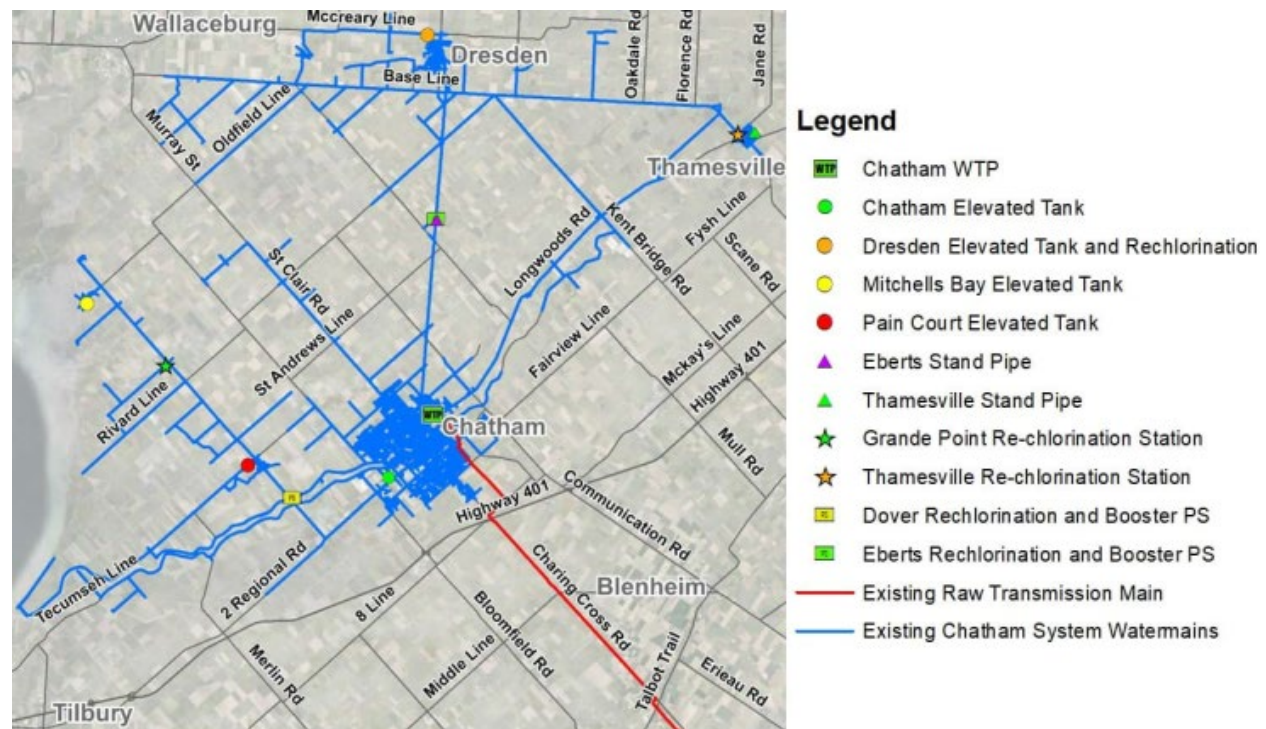 Wallaceburg
Mccreary Line
Dresden
Base Line
Oakdale Rd
Florence Rd
Jane Rd
Murray St
Oldfield Line
Thamesville
Longwoods Rd
Kent Bridge Rd
Fysh Line
Scane Rd
St Clair Rd
St Andrews Line
Fairview Line
Mckay's Line
Highway 401
Rivard Line
WTP
Chatham
Mull Rd
Highway 401
Communication Rd
PS
Tecumseh Line
2 Regional Rd
8 Line
Charing Cross Rd
Blenheim
Bloomfield Rd
Middle Line
Merlin Rd
Talbot Trail
Erieau Rd
Tilbury
Legend
WTP Chatham WTP
Chatham Elevated Tank
Dresden Elevated Tank and Rechlorination
Mitchells Bay Elevated Tank
Pain Court Elevated Tank
Eberts Stand Pipe
Thamesville Stand Pipe
Grande Point Re-chlorination Station
Thamesville Re-chlorination Station
PS Dover Rechlorination and Booster PS
PS Eberts Rechlorination and Booster PS
Existing Raw Transmission Main
Existing Chatham System Watermains